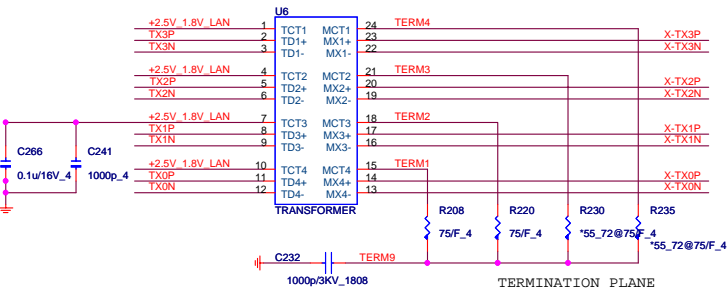 U6
+2.5V_1.8V_LAN 1 TCT1 MCT1 24 TERM4
TX3P 2 TD1+ MX1+ 23 X-TX3P
TX3N 3 TD1- MX1- 22 X-TX3N
+2.5V_1.8V_LAN 4 TCT2 MCT2 21 TERM3
TX2P 5 TD2+ MX2+ 20 X-TX2P
TX2N 6 TD2- MX2- 19 X-TX2N
+2.5V_1.8V_LAN 7 TCT3 MCT3 18 TERM2
TX1P 8 TD3+ MX3+ 17 X-TX1P
TX1N 9 TD3- MX3- 16 X-TX1N
C266 C241
0.1u/16V_4 1000p_4
+2.5V_1.8V_LAN 10 TCT4 MCT4 15 TERM1
TX0P 11 TD4+ MX4+ 14 X-TX0P
TX0N 12 TD4- MX4- 13 X-TX0N
TRANSFORMER
R208 R220 R230 R235
75/F_4 75/F_4 *55_72@75/F_4
*55_72@75/F_4
C232 TERM9
1000p/3KV_1808
TERMINATION PLANE